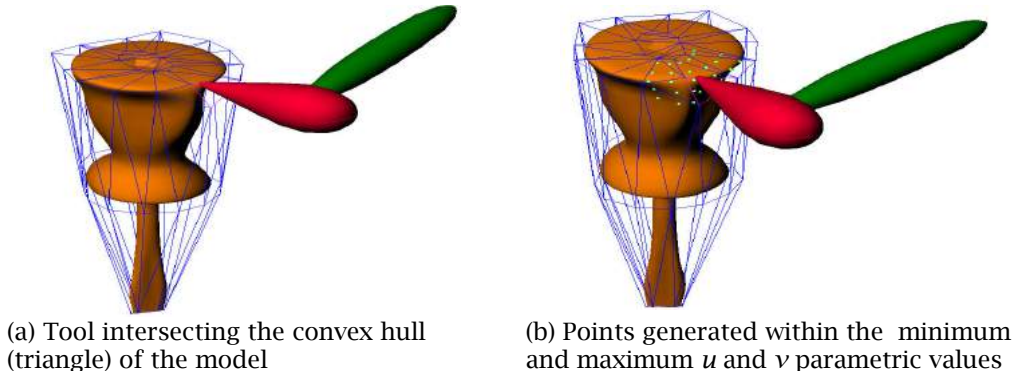 (a) Tool intersecting the convex hull
(triangle) of the model
(b) Points generated within the minimum
and maximum u and v parametric values